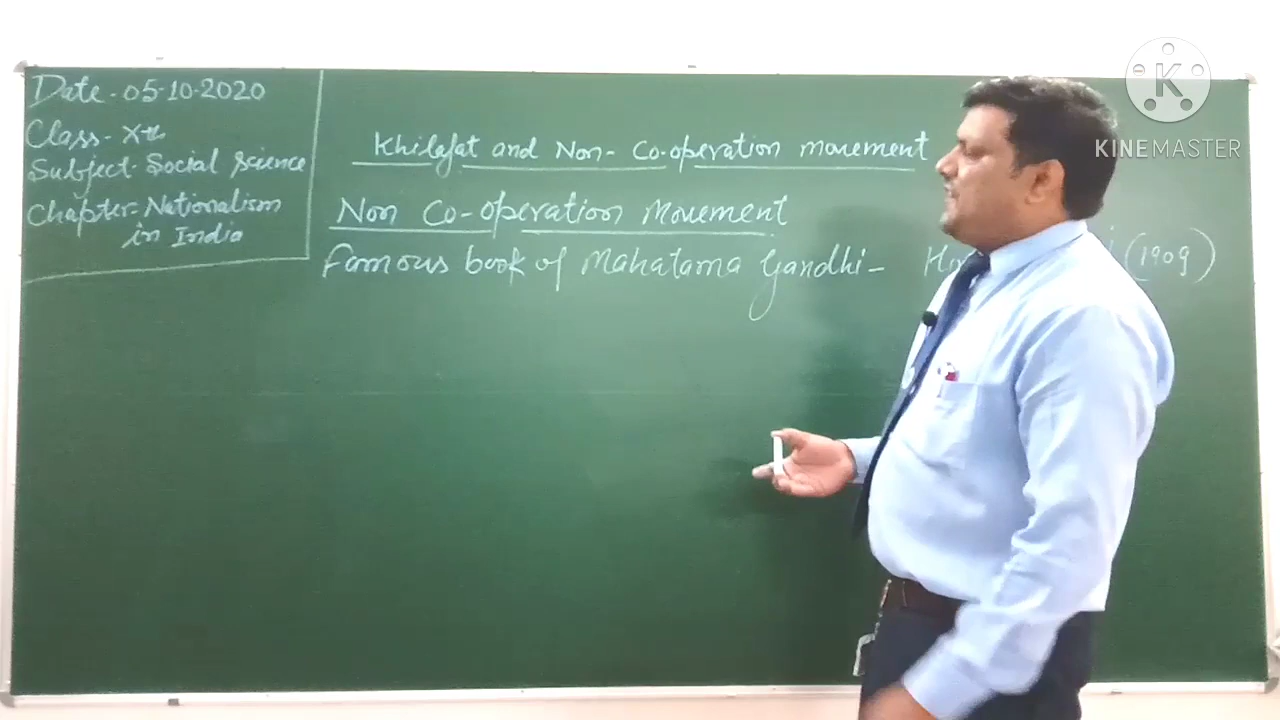 Date - 05-10-2020
Class - Xth
Subject - Social science
Chapter - Nationalism
in India
Khilafat and Non-Co-operation movement
Non Co-operation Movement
Famous book of Mahatama Gandhi - (1909)
KINEMASTER